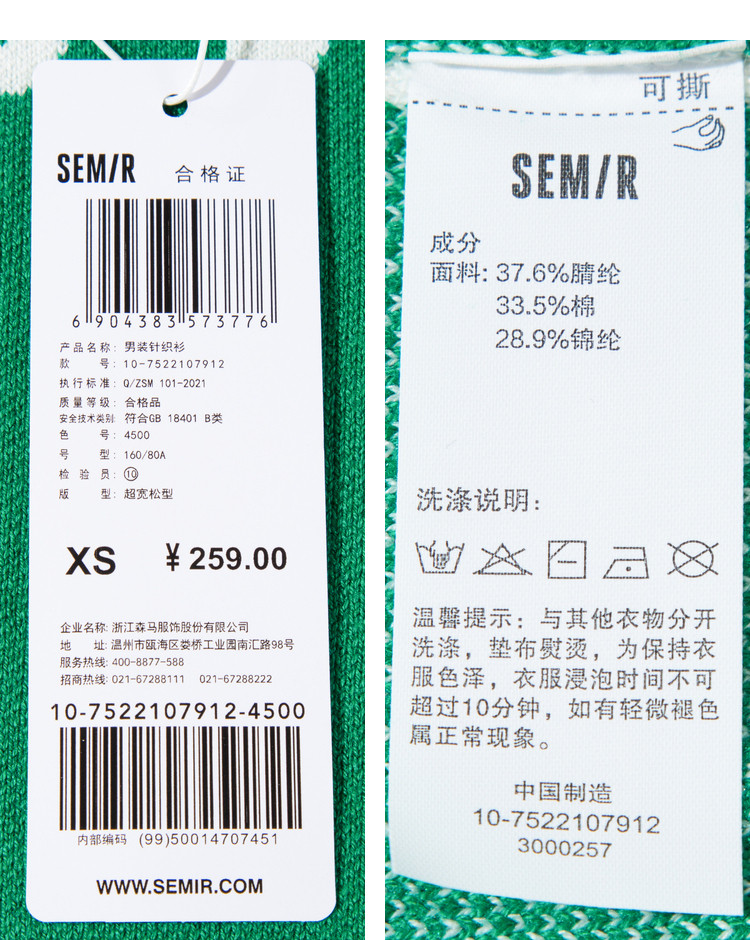 SEM/R 合格证
6 904383 573776
产品名称: 男装针织衫
款 号: 10-7522107912
执行标准: Q/ZSM 101-2021
质量等级: 合格品
安全技术类别: 符合GB 18401 B类
色 号: 4500
号 型: 160/80A
检 验 员: ⑩
版 型: 超宽松型
XS ¥259.00
企业名称: 浙江森马服饰股份有限公司
地 址: 温州市瓯海区娄桥工业园南汇路98号
服务热线: 400-8877-588
招商热线: 021-67288111 021-67288222
10-7522107912-4500
内部编码 (99)50014707451
WWW.SEMIR.COM
可撕
SEM/R
成分
面料: 37.6%腈纶
33.5%棉
28.9%锦纶
洗涤说明:
温馨提示: 与其他衣物分开
洗涤, 垫布熨烫, 为保持衣
服色泽, 衣服浸泡时间不可
超过10分钟, 如有轻微褪色
属正常现象。
中国制造
10-7522107912
3000257